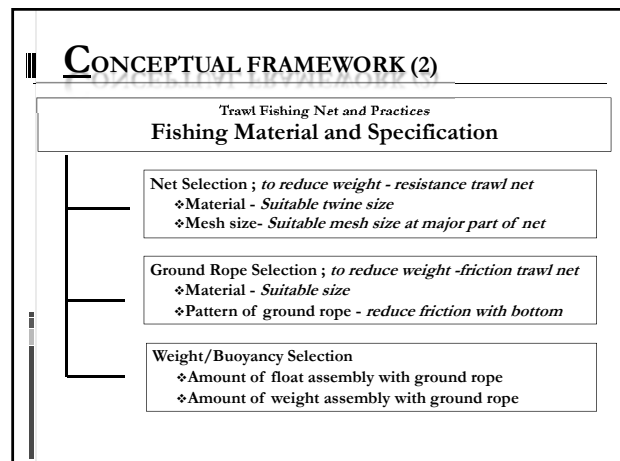 CONCEPTUAL FRAMEWORK (2)
Trawl Fishing Net and Practices
Fishing Material and Specification
Net Selection ; to reduce weight - resistance trawl net
❖Material - Suitable twine size
❖Mesh size- Suitable mesh size at major part of net
Ground Rope Selection ; to reduce weight -friction trawl net
❖Material - Suitable size
❖Pattern of ground rope - reduce friction with bottom
Weight/Buoyancy Selection
❖Amount of float assembly with ground rope
❖Amount of weight assembly with ground rope